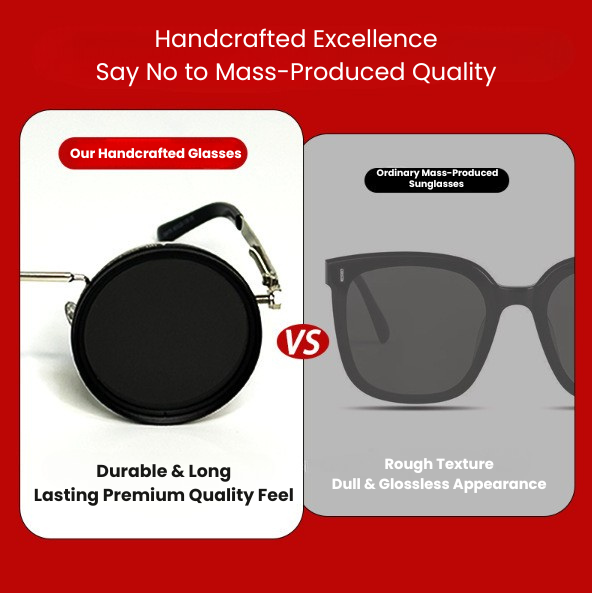 Handcrafted Excellence
Say No to Mass-Produced Quality
Our Handcrafted Glasses
Ordinary Mass-Produced
Sunglasses
VS
Durable & Long
Lasting Premium Quality Feel
Rough Texture
Dull & Glossless Appearance